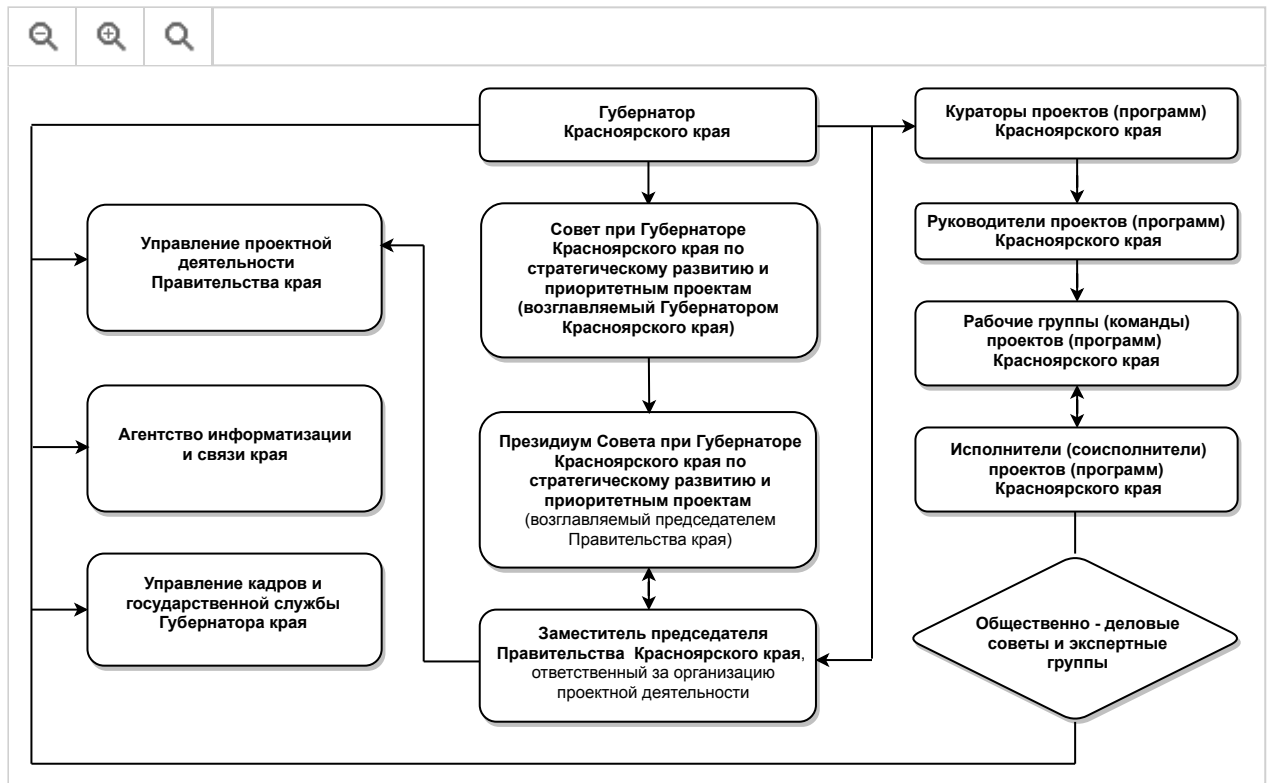 Губернатор
Красноярского края
Кураторы проектов (программ)
Красноярского края
Управление проектной
деятельности
Правительства края
Совет при Губернаторе
Красноярского края по
стратегическому развитию и
приоритетным проектам
(возглавляемый Губернатором
Красноярского края)
Руководители проектов (программ)
Красноярского края
Рабочие группы (команды)
проектов (программ)
Красноярского края
Агентство информатизации
и связи края
Президиум Совета при Губернаторе
Красноярского края по
стратегическому развитию и
приоритетным проектам
(возглавляемый председателем
Правительства края)
Исполнители (соисполнители)
проектов (программ)
Красноярского края
Управление кадров и
государственной службы
Губернатора края
Заместитель председателя
Правительства Красноярского края,
ответственный за организацию
проектной деятельности
Общественно - деловые
советы и экспертные
группы